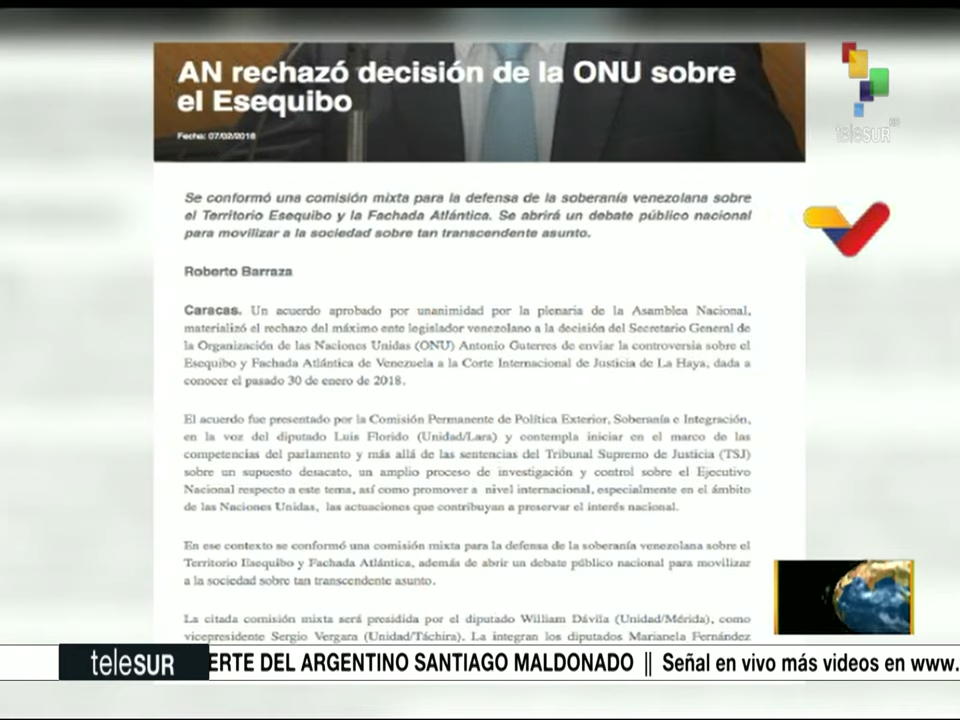 AN rechazó decisión de la ONU sobre
el Esequibo
Fecha: 07/02/2018
teleSUR
HD
Se conformó una comisión mixta para la defensa de la soberanía venezolana sobre
el Territorio Esequibo y la Fachada Atlántica. Se abrirá un debate público nacional
para movilizar a la sociedad sobre tan transcendente asunto.
Roberto Barraza
Caracas. Un acuerdo aprobado por unanimidad por la plenaria de la Asamblea Nacional,
materializó el rechazo del máximo ente legislador venezolano a la decisión del Secretario General de
la Organización de las Naciones Unidas (ONU) Antonio Guterres de enviar la controversia sobre el
Esequibo y Fachada Atlántica de Venezuela a la Corte Internacional de Justicia de La Haya, dada a
conocer el pasado 30 de enero de 2018.
El acuerdo fue presentado por la Comisión Permanente de Política Exterior, Soberanía e Integración,
en la voz del diputado Luis Florido (Unidad/Lara) y contempla iniciar en el marco de las
competencias del parlamento y más allá de las sentencias del Tribunal Supremo de Justicia (TSJ)
sobre un supuesto desacato, un amplio proceso de investigación y control sobre el Ejecutivo
Nacional respecto a este tema, así como promover a nivel internacional, especialmente en el ámbito
de las Naciones Unidas, las actuaciones que contribuyan a preservar el interés nacional.
En ese contexto se conformó una comisión mixta para la defensa de la soberanía venezolana sobre el
Territorio Esequibo y Fachada Atlántica, además de abrir un debate público nacional para movilizar
a la sociedad sobre tan transcendente asunto.
La citada comisión mixta será presidida por el diputado William Dávila (Unidad/Mérida), como
vicepresidente Sergio Vergara (Unidad/Táchira). La integran los diputados Marianela Fernández
teleSUR
ERTE DEL ARGENTINO SANTIAGO MALDONADO || Señal en vivo más videos en www.